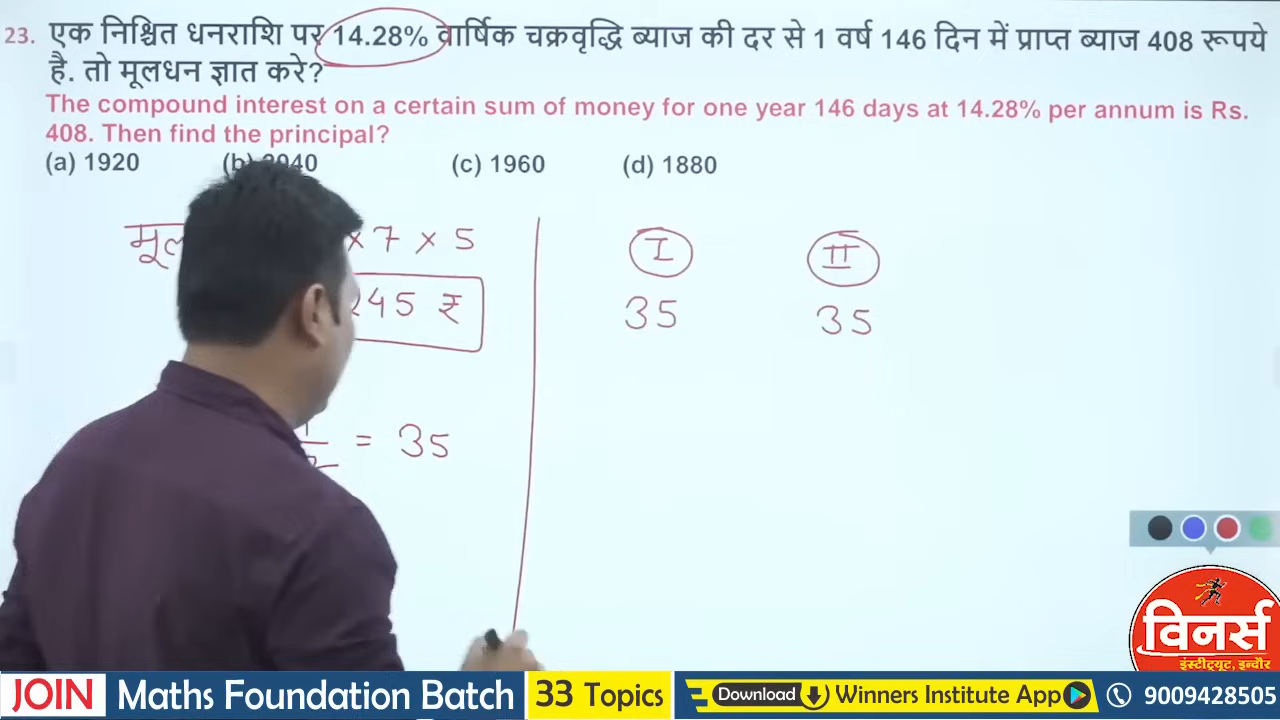 23. एक निश्चित धनराशि पर 14.28% वार्षिक चक्रवृद्धि ब्याज की दर से 1 वर्ष 146 दिन में प्राप्त ब्याज 408 रूपये
है. तो मूलधन ज्ञात करे?
The compound interest on a certain sum of money for one year 146 days at 14.28% per annum is Rs.
408. Then find the principal?
(a) 1920 (b) 2040 (c) 1960 (d) 1880
× 7 × 5
I II
245 ₹
35 35
= 35
विनर्स
इंस्टीट्यूट, इन्दौर
JOIN Maths Foundation Batch 33 Topics Download Winners Institute App 9009428505